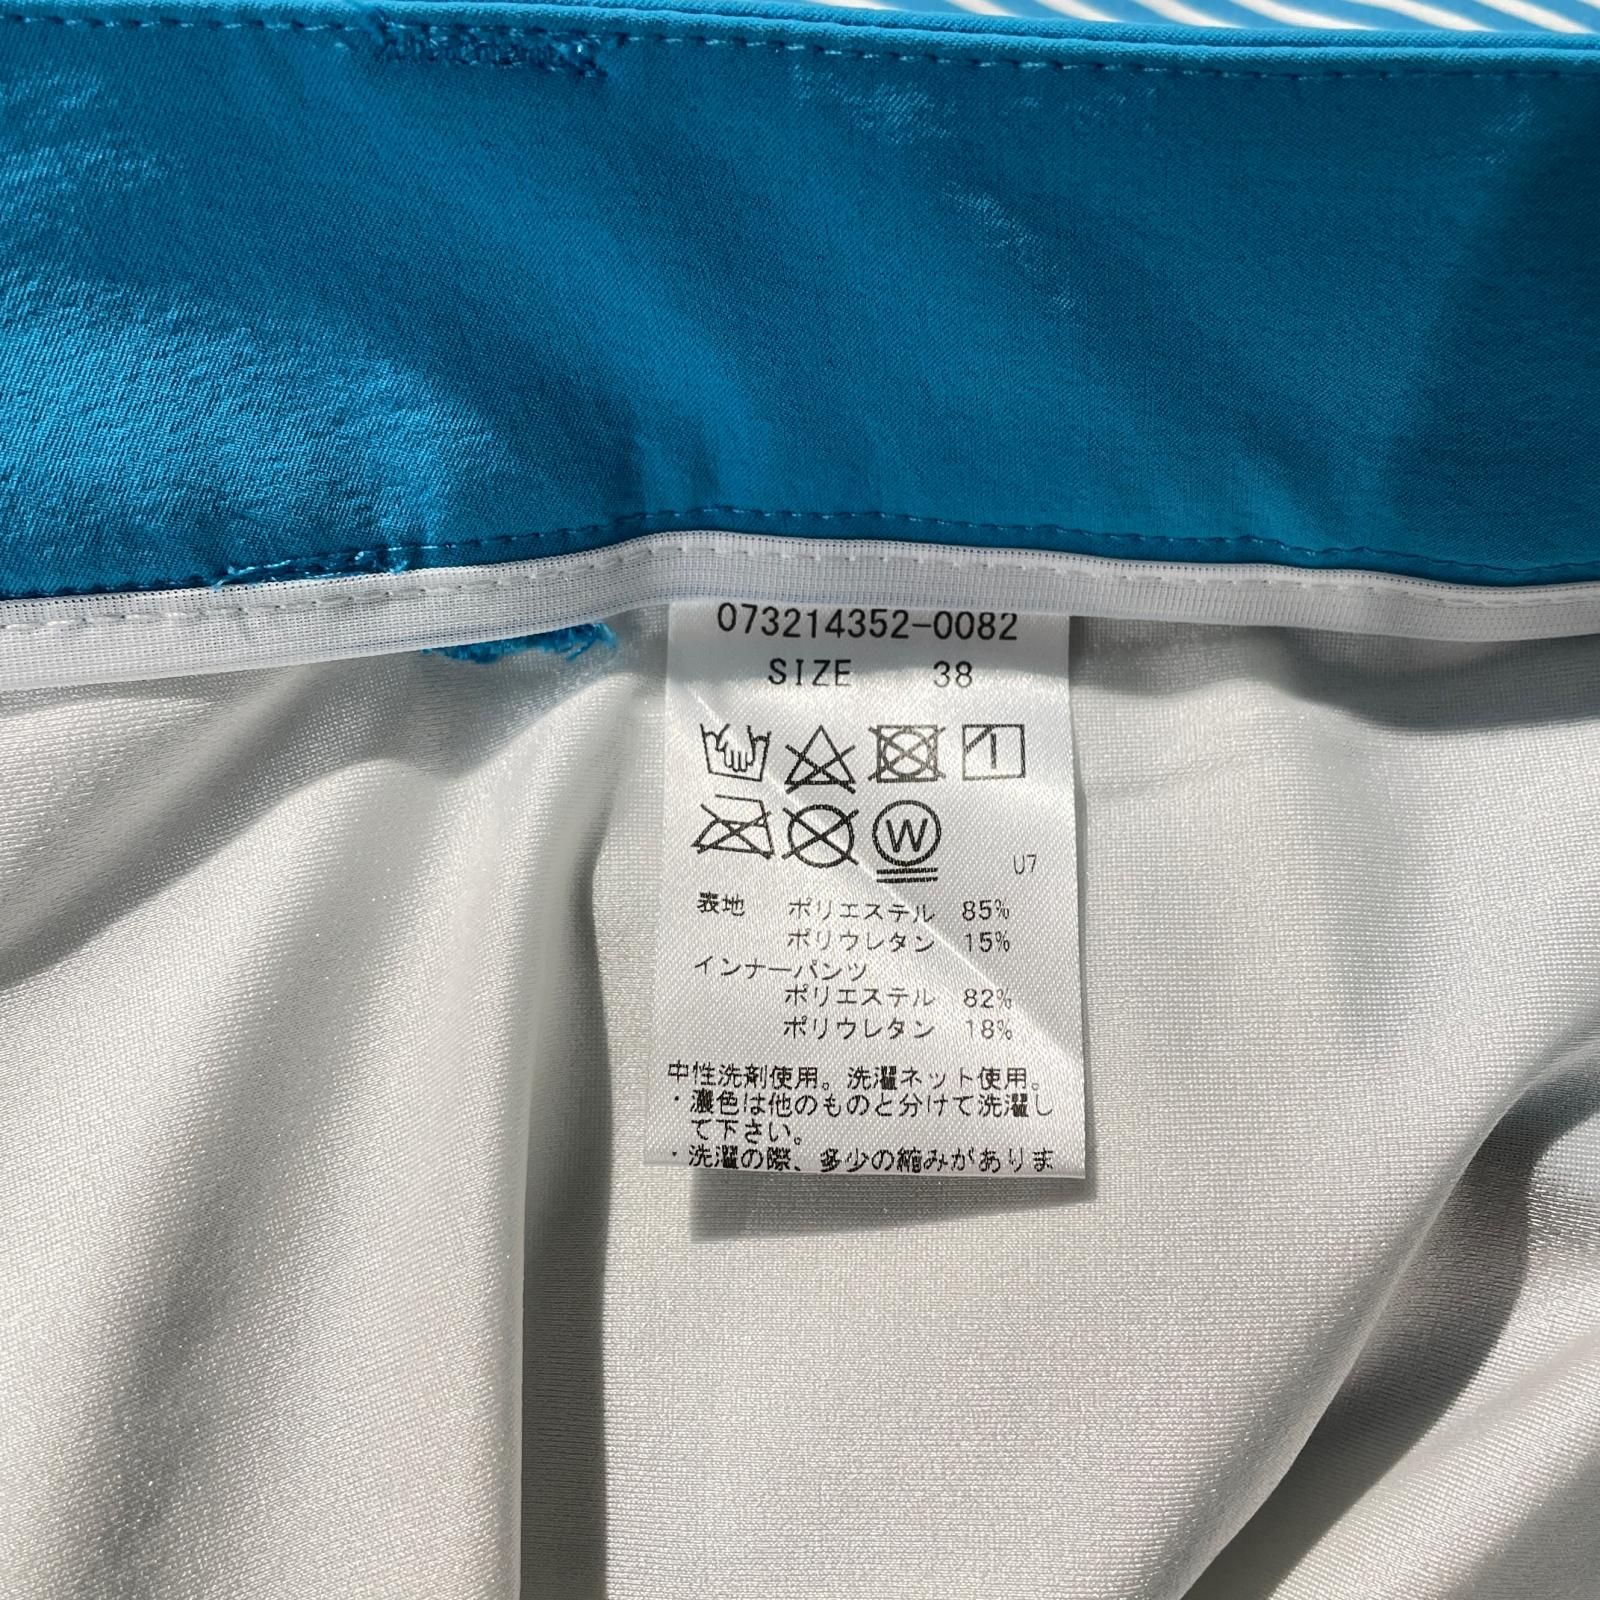 073214352-0082
SIZE 38
W
U7
表地 ポリエステル 85%
ポリウレタン 15%
インナーパンツ
ポリエステル 82%
ポリウレタン 18%
中性洗剤使用。洗濯ネット使用。
・濃色は他のものと分けて洗濯し
て下さい。
・洗濯の際、多少の縮みがありま